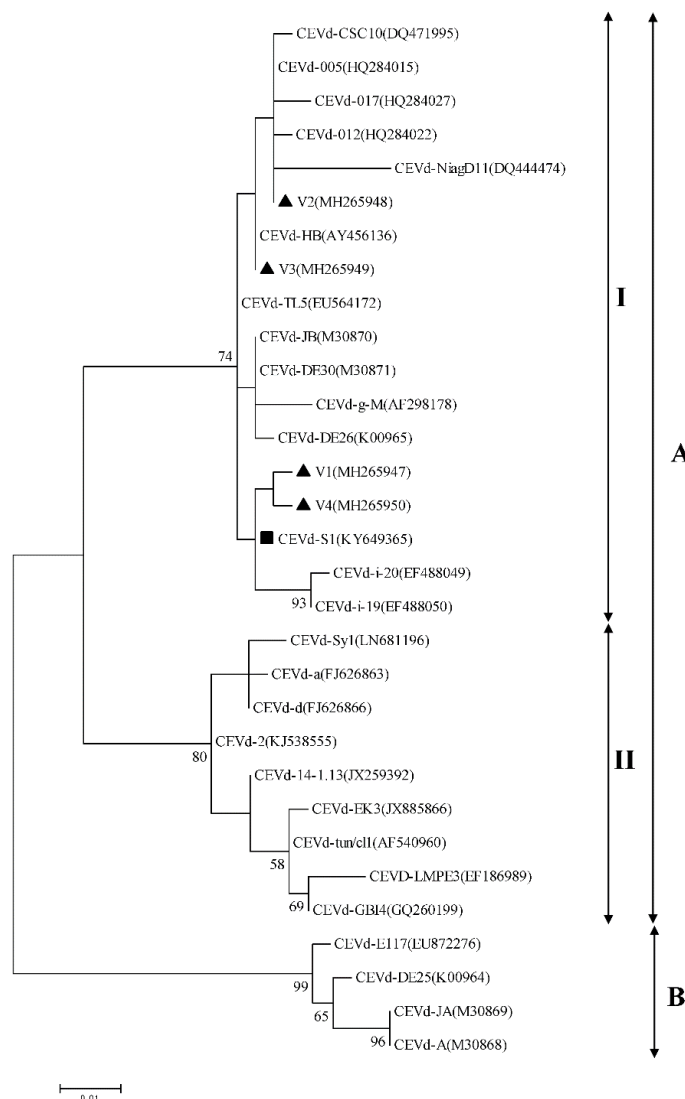 CEVd-CSC10(DQ471995)
CEVd-005(HQ284015)
CEVd-017(HQ284027)
CEVd-012(HQ284022)
CEVd-NiagD11(DQ444474)
V2(MH265948)
CEVd-HB(AY456136)
V3(MH265949)
I
CEVd-TL5(EU564172)
CEVd-JB(M30870)
74
CEVd-DE30(M30871)
CEVd-g-M(AF298178)
CEVd-DE26(K00965)
A
V1(MH265947)
V4(MH265950)
CEVd-S1(KY649365)
CEVd-i-20(EF488049)
93
CEVd-i-19(EF488050)
CEVd-Sy1(LN681196)
CEVd-a(FJ626863)
CEVd-d(FJ626866)
CEVd-2(KJ538555)
80
II
CEVd-14-1.13(JX259392)
CEVd-EK3(JX885866)
CEVd-tun/cl1(AF540960)
58
CEVD-LMPE3(EF186989)
69
CEVd-GBI4(GQ260199)
CEVd-E117(EU872276)
99
CEVd-DE25(K00964)
B
65
CEVd-JA(M30869)
96
CEVd-A(M30868)
0.01